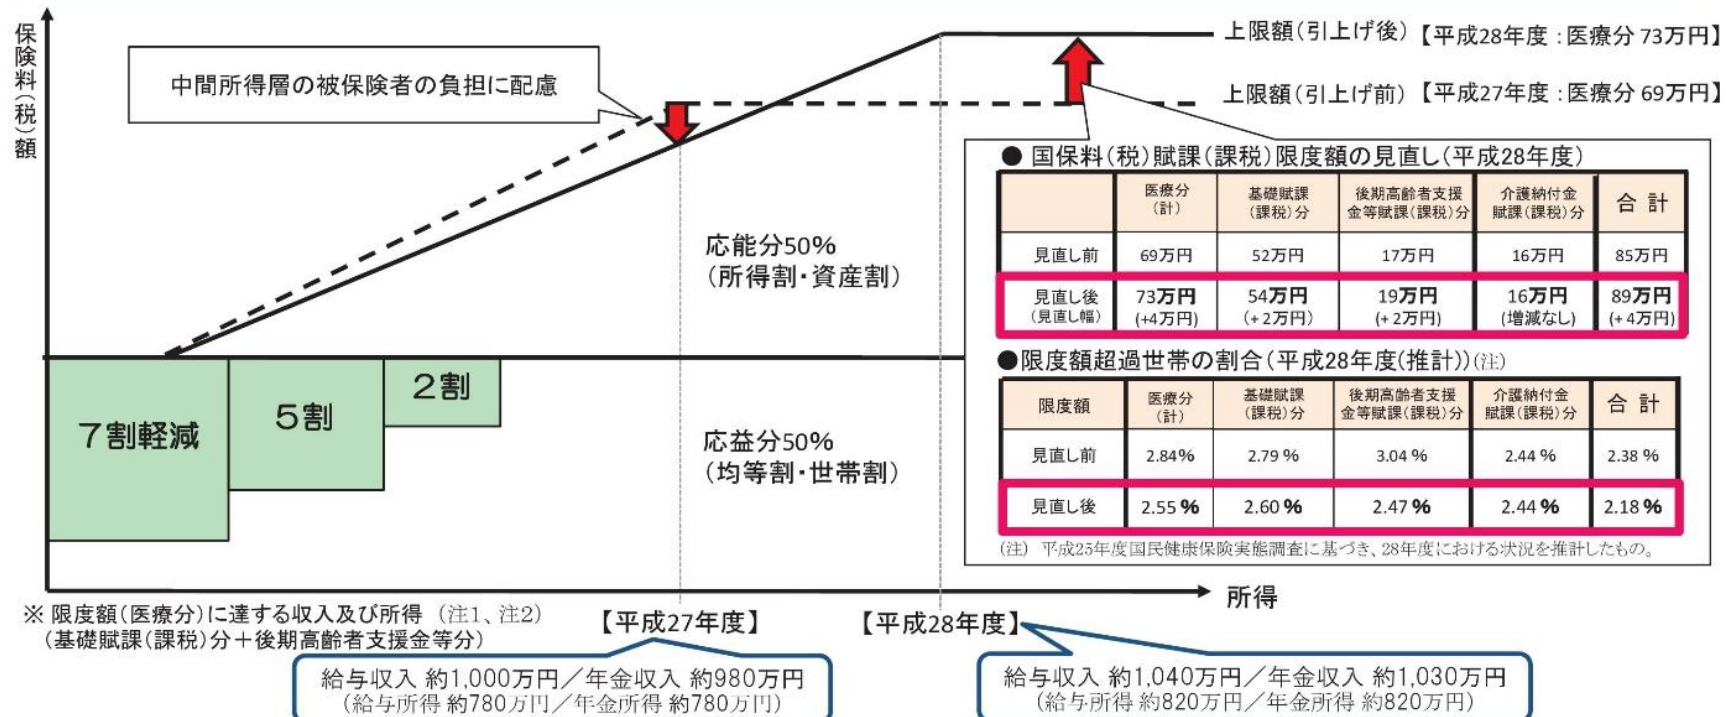 保険料(税)額
上限額(引上げ後)【平成28年度:医療分 73万円】
中間所得層の被保険者の負担に配慮
上限額(引上げ前)【平成27年度:医療分 69万円】
● 国保料(税)賦課(課税)限度額の見直し(平成28年度)
医療分(計) 基礎賦課(課税)分 後期高齢者支援金等賦課(課税)分 介護納付金賦課(課税)分 合 計
見直し前 69万円 52万円 17万円 16万円 85万円
見直し後 73万円 54万円 19万円 16万円 89万円
(見直し幅) (+4万円) (+2万円) (+2万円) (増減なし) (+4万円)
応能分50%
(所得割・資産割)
●限度額超過世帯の割合(平成28年度(推計))(注)
限度額 医療分(計) 基礎賦課(課税)分 後期高齢者支援金等賦課(課税)分 介護納付金賦課(課税)分 合 計
見直し前 2.84% 2.79 % 3.04 % 2.44 % 2.38 %
見直し後 2.55 % 2.60 % 2.47 % 2.44 % 2.18 %
(注) 平成25年度国民健康保険実態調査に基づき、28年度における状況を推計したもの。
7割軽減
5割
2割
応益分50%
(均等割・世帯割)
所得
※ 限度額(医療分)に達する収入及び所得 (注1、注2)
(基礎賦課(課税)分+後期高齢者支援金等分)
【平成27年度】
【平成28年度】
給与収入 約1,000万円/年金収入 約980万円
(給与所得 約780万円/年金所得 約780万円)
給与収入 約1,040万円/年金収入 約1,030万円
(給与所得 約820万円/年金所得 約820万円)